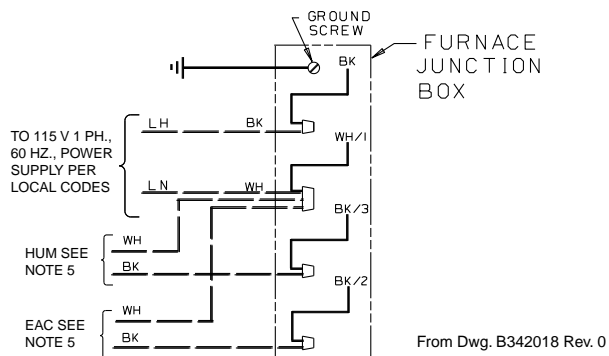 GROUND
SCREW
FURNACE
JUNCTION
BOX
BK
LH BK
TO 115 V 1 PH.,
60 HZ., POWER
SUPPLY PER
LOCAL CODES
WH/1
LN WH
BK/3
WH
HUM SEE
NOTE 5
BK
BK/2
WH
EAC SEE
NOTE 5
BK
From Dwg. B342018 Rev. 0